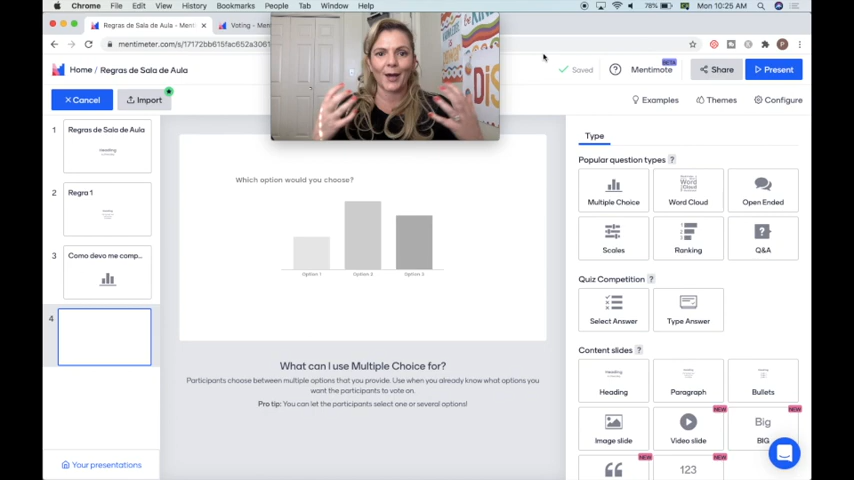 Chrome File Edit View History Bookmarks People Tab Window Help 78% Mon 10:25 AM
Regras de Sala de Aula - Menti
Voting - Menti
mentimeter.com/s/17172bb615fac652a3061
Home / Regras de Sala de Aula
Saved
Mentimote BETA
Share
Present
Cancel
Import
Examples
Themes
Configure
DiS
1 Regras de Sala de Aula
Heading
2 Regra 1
3 Como devo me comp...
4
Your presentations
Which option would you choose?
Option 1 Option 2 Option 3
What can I use Multiple Choice for?
Participants choose between multiple options that you provide. Use when you already know what options you
want the participants to vote on.
Pro tip: You can let the participants select one or several options!
Type
Popular question types ?
Multiple Choice
Word Cloud
Open Ended
Scales
Ranking
Q&A
Quiz Competition ?
Select Answer
Type Answer
Content slides ?
Heading
Paragraph
Bullets
Image slide
NEW
Video slide
NEW
Big
BIG
NEW
123
NEW